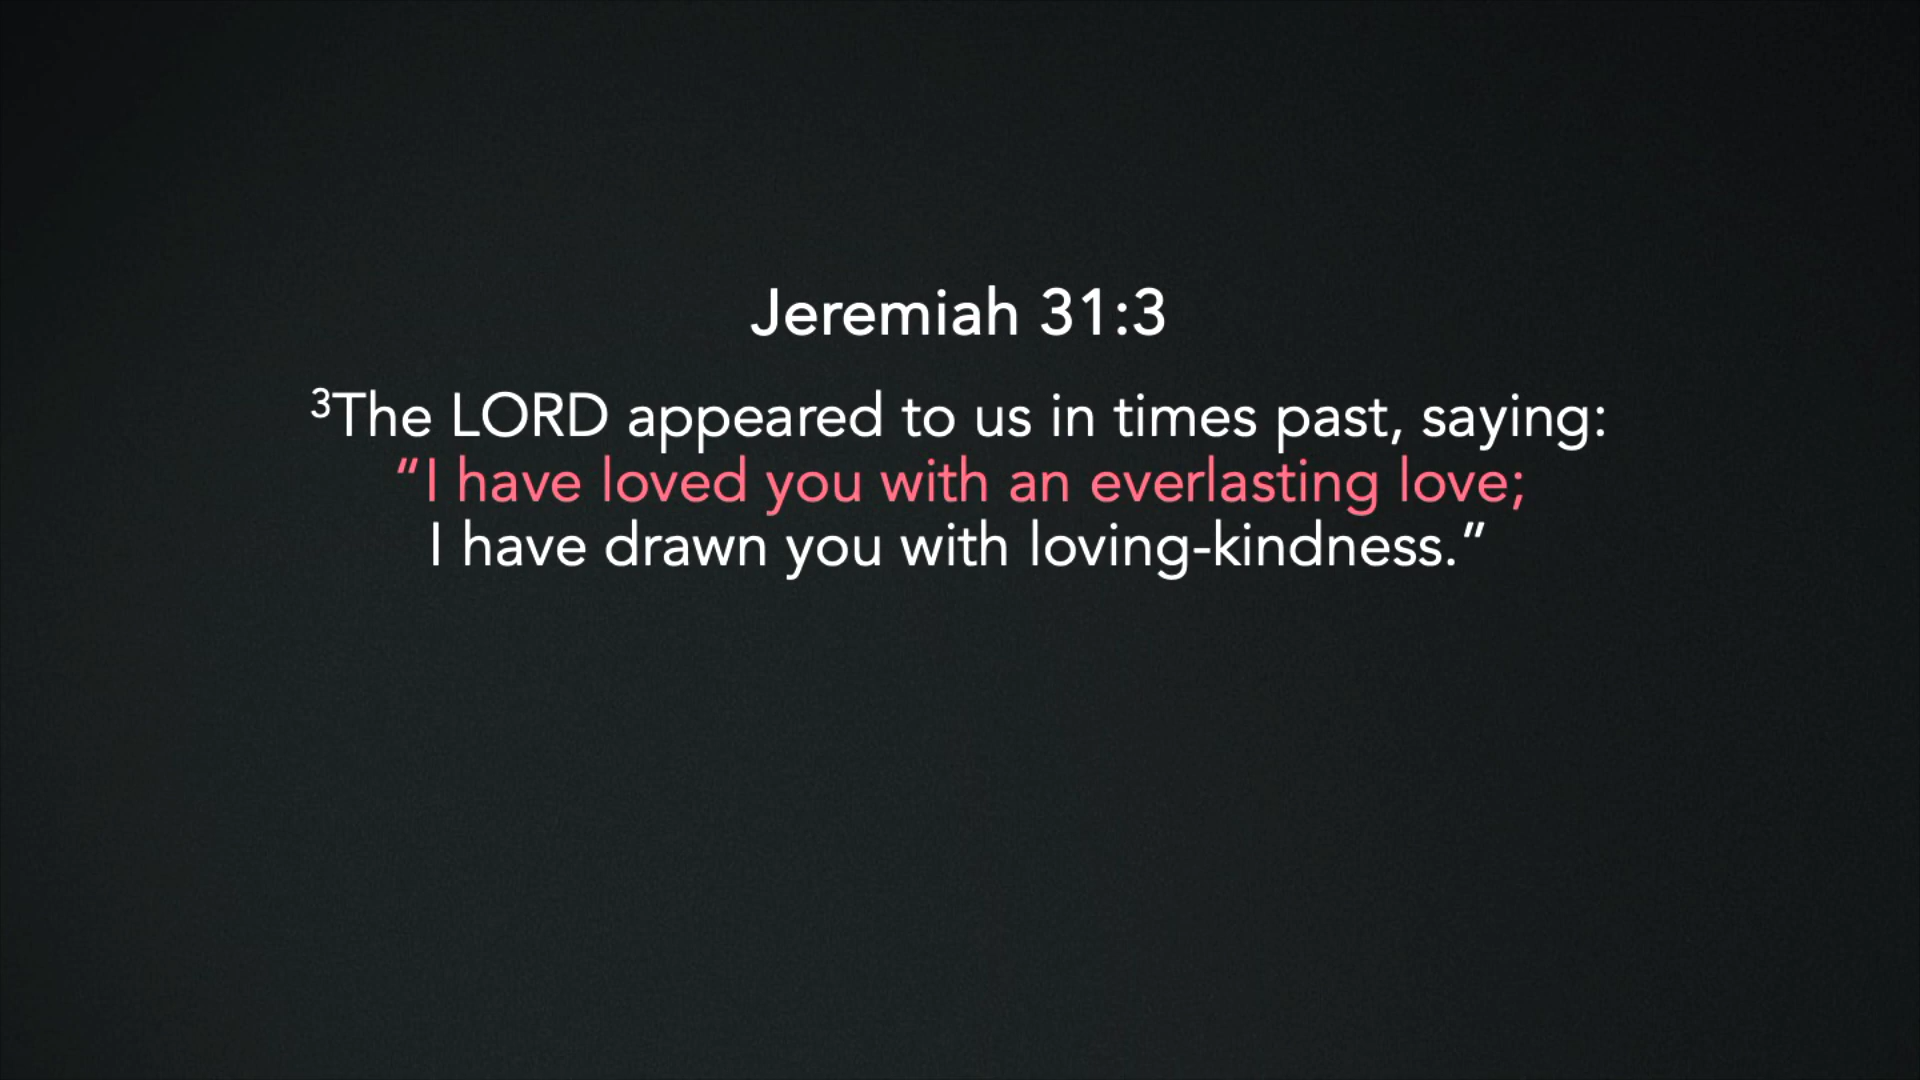 Jeremiah 31:3
³The LORD appeared to us in times past, saying:
“I have loved you with an everlasting love;
I have drawn you with loving-kindness.”